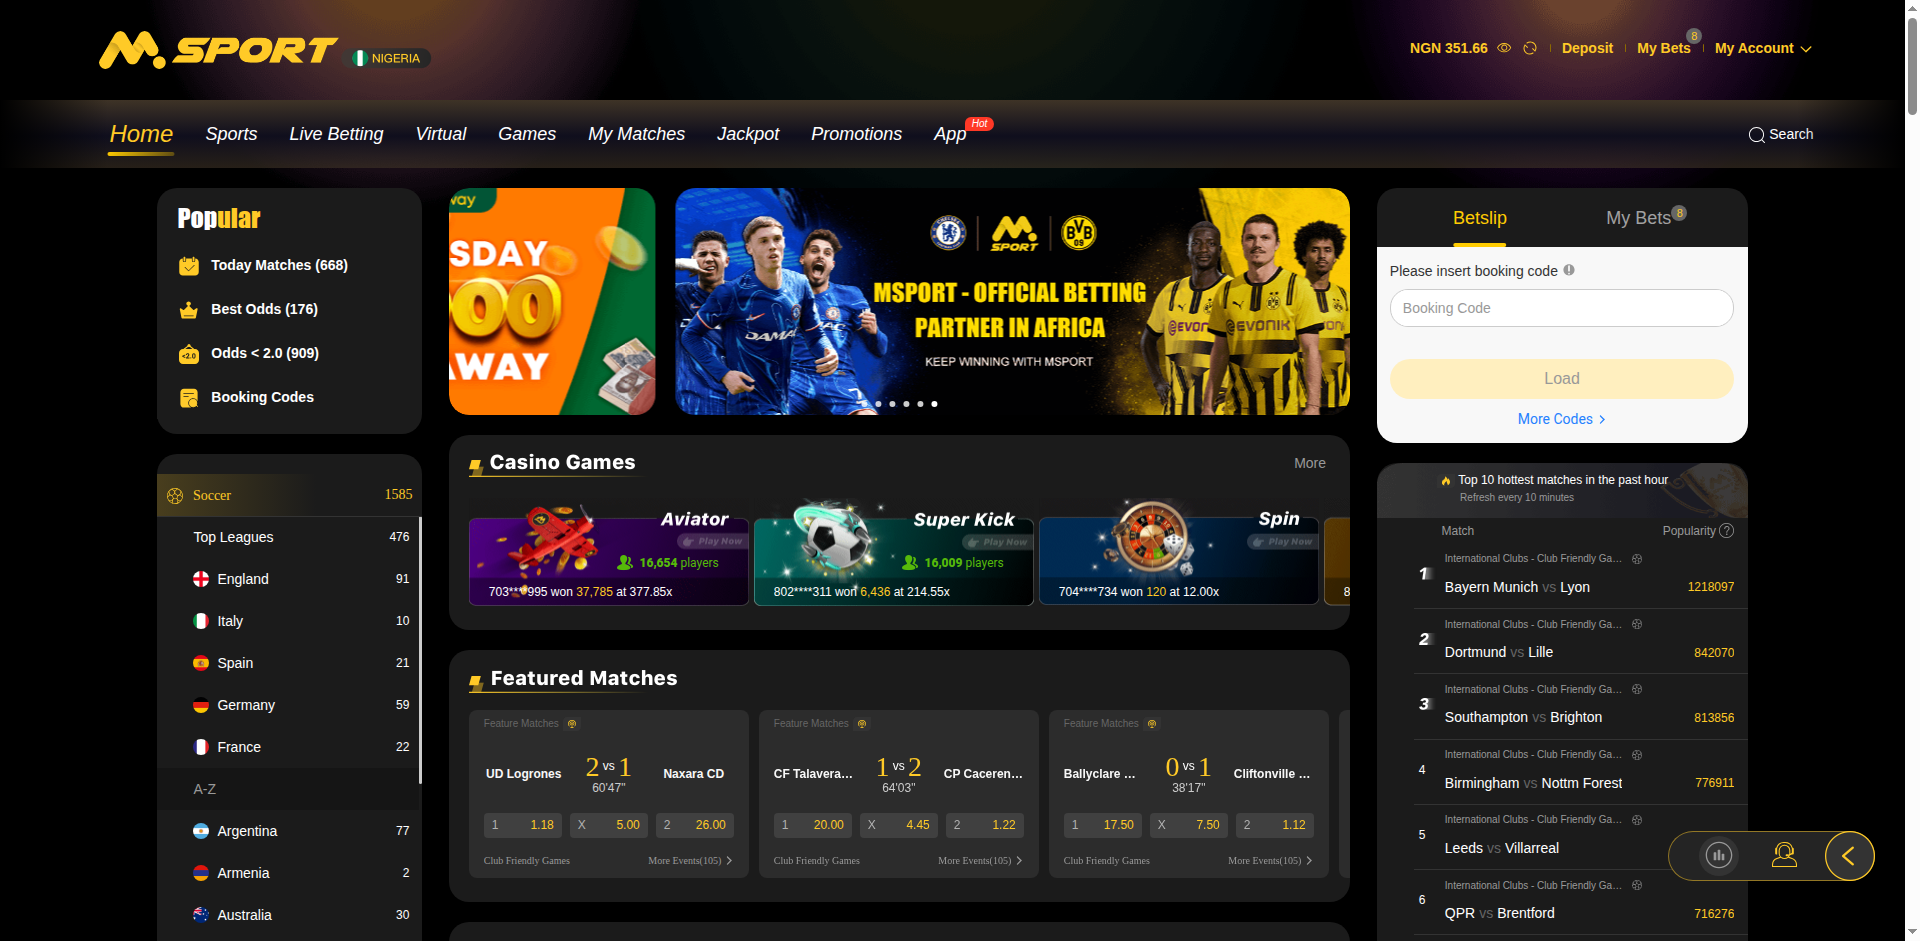 M.SPORT
NIGERIA
NGN 351.66
Deposit
My Bets
8
My Account
Home
Sports
Live Betting
Virtual
Games
My Matches
Jackpot
Promotions
App
Hot
Search
Popular
Today Matches (668)
Best Odds (176)
<2.0
Odds < 2.0 (909)
Booking Codes
Soccer 1585
Top Leagues 476
England 91
Italy 10
Spain 21
Germany 59
France 22
A-Z
Argentina 77
Armenia 2
Australia 30
way
SDAY
00
AWAY
M SPORT
BVB 09
MSPORT - OFFICIAL BETTING
PARTNER IN AFRICA
KEEP WINNING WITH MSPORT
EVONIK
Casino Games
More
Aviator
Play Now
16,654 players
703****995 won 37,785 at 377.85x
Super Kick
Play Now
16,009 players
802****311 won 6,436 at 214.55x
Spin
Play Now
704****734 won 120 at 12.00x
8
Featured Matches
Feature Matches
UD Logrones 2 vs 1 Naxara CD
60'47"
1 1.18 X 5.00 2 26.00
Club Friendly Games More Events(105) >
Feature Matches
CF Talavera... 1 vs 2 CP Caceren...
64'03"
1 20.00 X 4.45 2 1.22
Club Friendly Games More Events(105) >
Feature Matches
Ballyclare ... 0 vs 1 Cliftonville ...
38'17"
1 17.50 X 7.50 2 1.12
Club Friendly Games More Events(105) >
Betslip
My Bets
8
Please insert booking code
Booking Code
Load
More Codes >
Top 10 hottest matches in the past hour
Refresh every 10 minutes
Match Popularity ?
International Clubs - Club Friendly Ga...
1 Bayern Munich vs Lyon 1218097
International Clubs - Club Friendly Ga...
2 Dortmund vs Lille 842070
International Clubs - Club Friendly Ga...
3 Southampton vs Brighton 813856
International Clubs - Club Friendly Ga...
4 Birmingham vs Nottm Forest 776911
International Clubs - Club Friendly Ga...
5 Leeds vs Villarreal
International Clubs - Club Friendly Ga...
6 QPR vs Brentford 716276